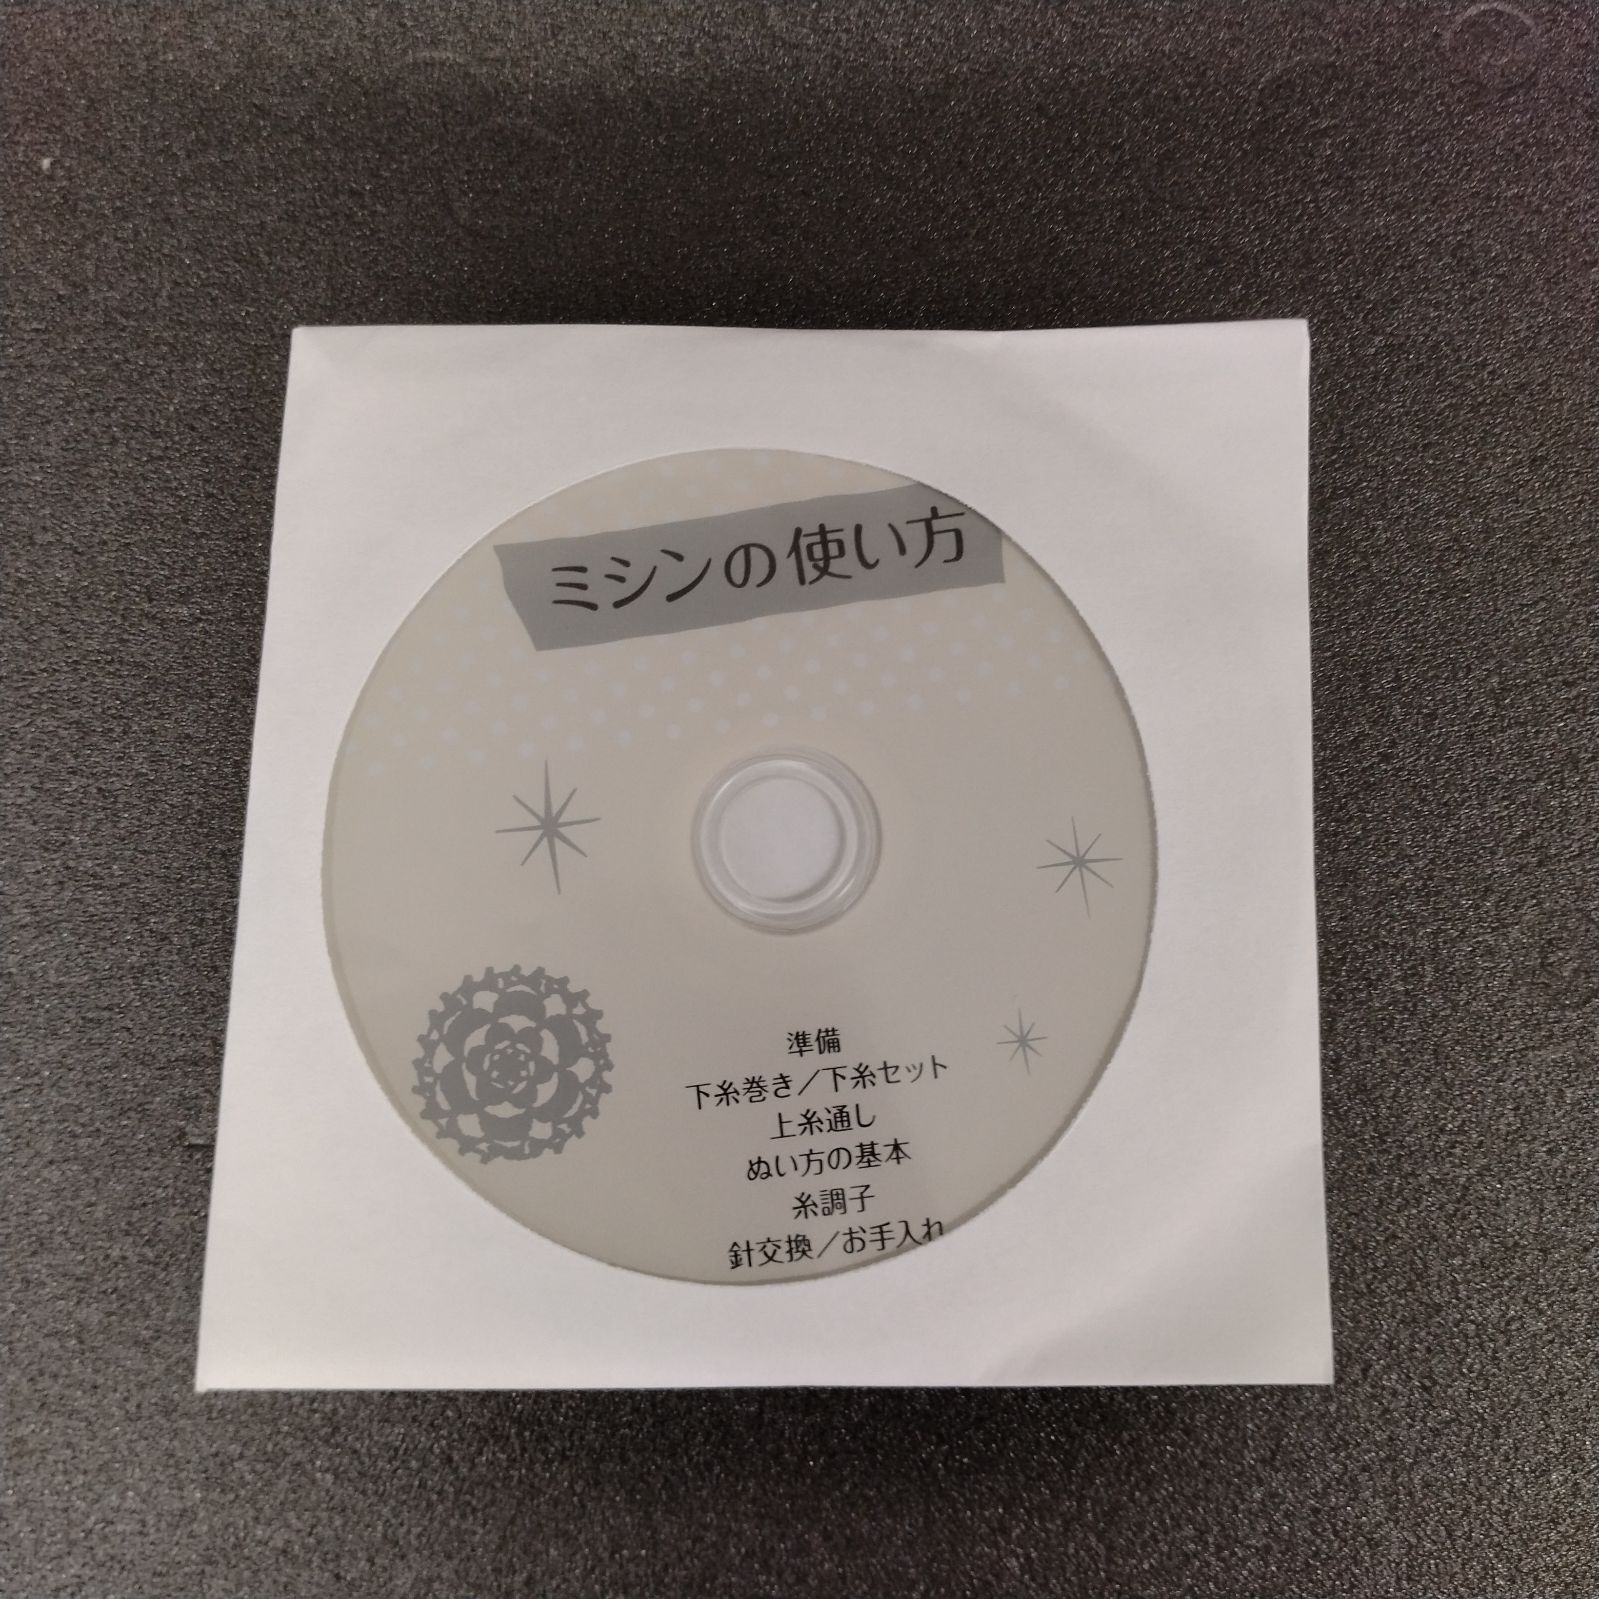 ミシンの使い方
準備
下糸巻き／下糸セット
上糸通し
ぬい方の基本
糸調子
針交換／お手入れ